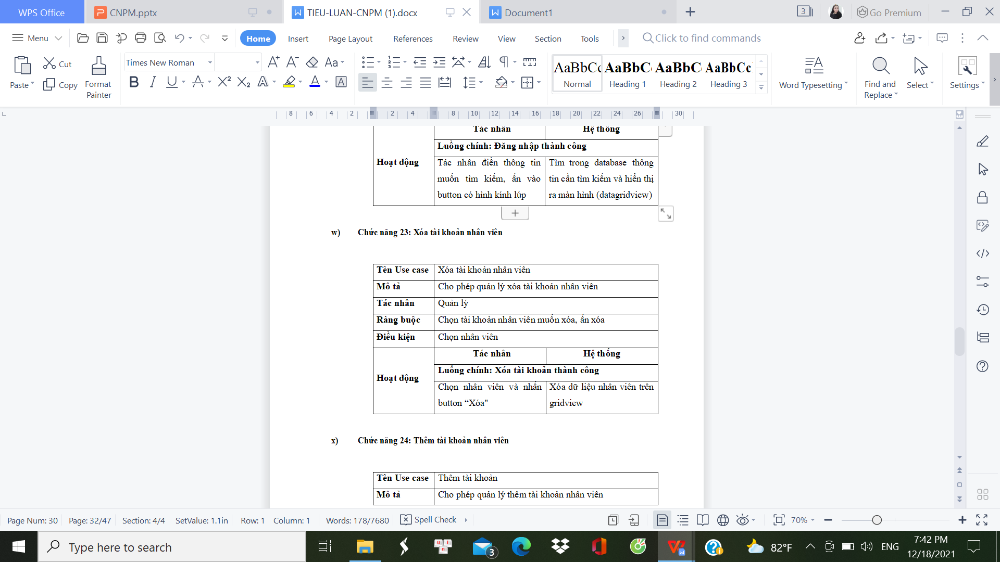 WPS Office
CNPM.pptx
TIEU-LUAN-CNPM (1).docx
Document1
3
Go Premium
Menu
Home
Insert
Page Layout
References
Review
View
Section
Tools
Click to find commands
Paste
Cut
Copy
Format
Painter
Times New Roman
AaBbCc
Normal
AaBbC
Heading 1
AaBbC
Heading 2
AaBbCc
Heading 3
Word Typesetting
Find and
Replace
Select
Settings
8 6 4 2 2 4 8 10 12 14 16 18 20 22 24 26 30
Tác nhân Hệ thống
Luồng chính: Đăng nhập thành công
Hoạt động
Tác nhân điền thông tin
muốn tìm kiếm, ấn vào
button có hình kính lúp
Tìm trong database thông
tin cần tìm kiếm và hiển thị
ra màn hình (datagridview)
w) Chức năng 23: Xóa tài khoản nhân viên
Tên Use case Xóa tài khoản nhân viên
Mô tả Cho phép quản lý xóa tài khoản nhân viên
Tác nhân Quản lý
Ràng buộc Chọn tài khoản nhân viên muốn xóa, ấn xóa
Điều kiện Chọn nhân viên
Tác nhân Hệ thống
Luồng chính: Xóa tài khoản thành công
Hoạt động
Chọn nhân viên và nhấn
button “Xóa"
Xóa dữ liệu nhân viên trên
gridview
x) Chức năng 24: Thêm tài khoản nhân viên
Tên Use case Thêm tài khoản
Mô tả Cho phép quản lý thêm tài khoản nhân viên
Page Num: 30 Page: 32/47 Section: 4/4 SetValue: 1.1in Row: 1 Column: 1 Words: 178/7680 Spell Check 70%
Type here to search
3
82°F
ENG
7:42 PM
12/18/2021